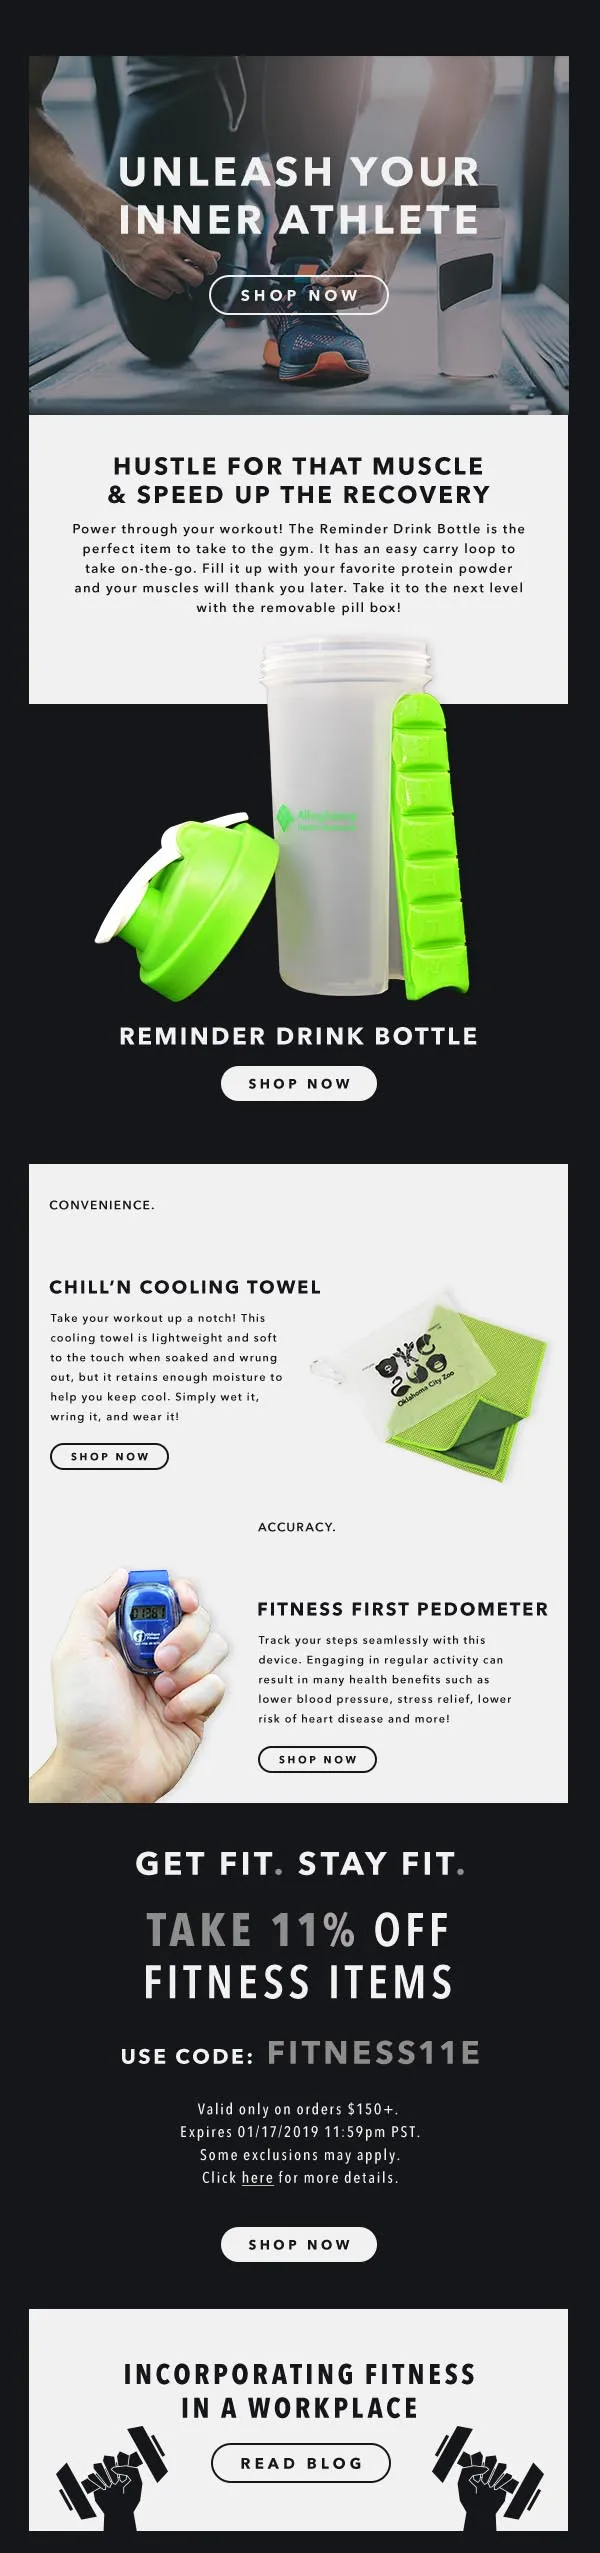 UNLEASH YOUR
INNER ATHLETE
SHOP NOW
HUSTLE FOR THAT MUSCLE
& SPEED UP THE RECOVERY
Power through your workout! The Reminder Drink Bottle is the
perfect item to take to the gym. It has an easy carry loop to
take on-the-go. Fill it up with your favorite protein powder
and your muscles will thank you later. Take it to the next level
with the removable pill box!
REMINDER DRINK BOTTLE
SHOP NOW
CONVENIENCE.
CHILL'N COOLING TOWEL
Take your workout up a notch! This
cooling towel is lightweight and soft
to the touch when soaked and wrung
out, but it retains enough moisture to
help you keep cool. Simply wet it,
wring it, and wear it!
SHOP NOW
Oklahoma City Zoo
ACCURACY.
FITNESS FIRST PEDOMETER
Track your steps seamlessly with this
device. Engaging in regular activity can
result in many health benefits such as
lower blood pressure, stress relief, lower
risk of heart disease and more!
SHOP NOW
GET FIT. STAY FIT.
TAKE 11% OFF
FITNESS ITEMS
USE CODE: FITNESS11E
Valid only on orders $150+.
Expires 01/17/2019 11:59pm PST.
Some exclusions may apply.
Click here for more details.
SHOP NOW
INCORPORATING FITNESS
IN A WORKPLACE
READ BLOG